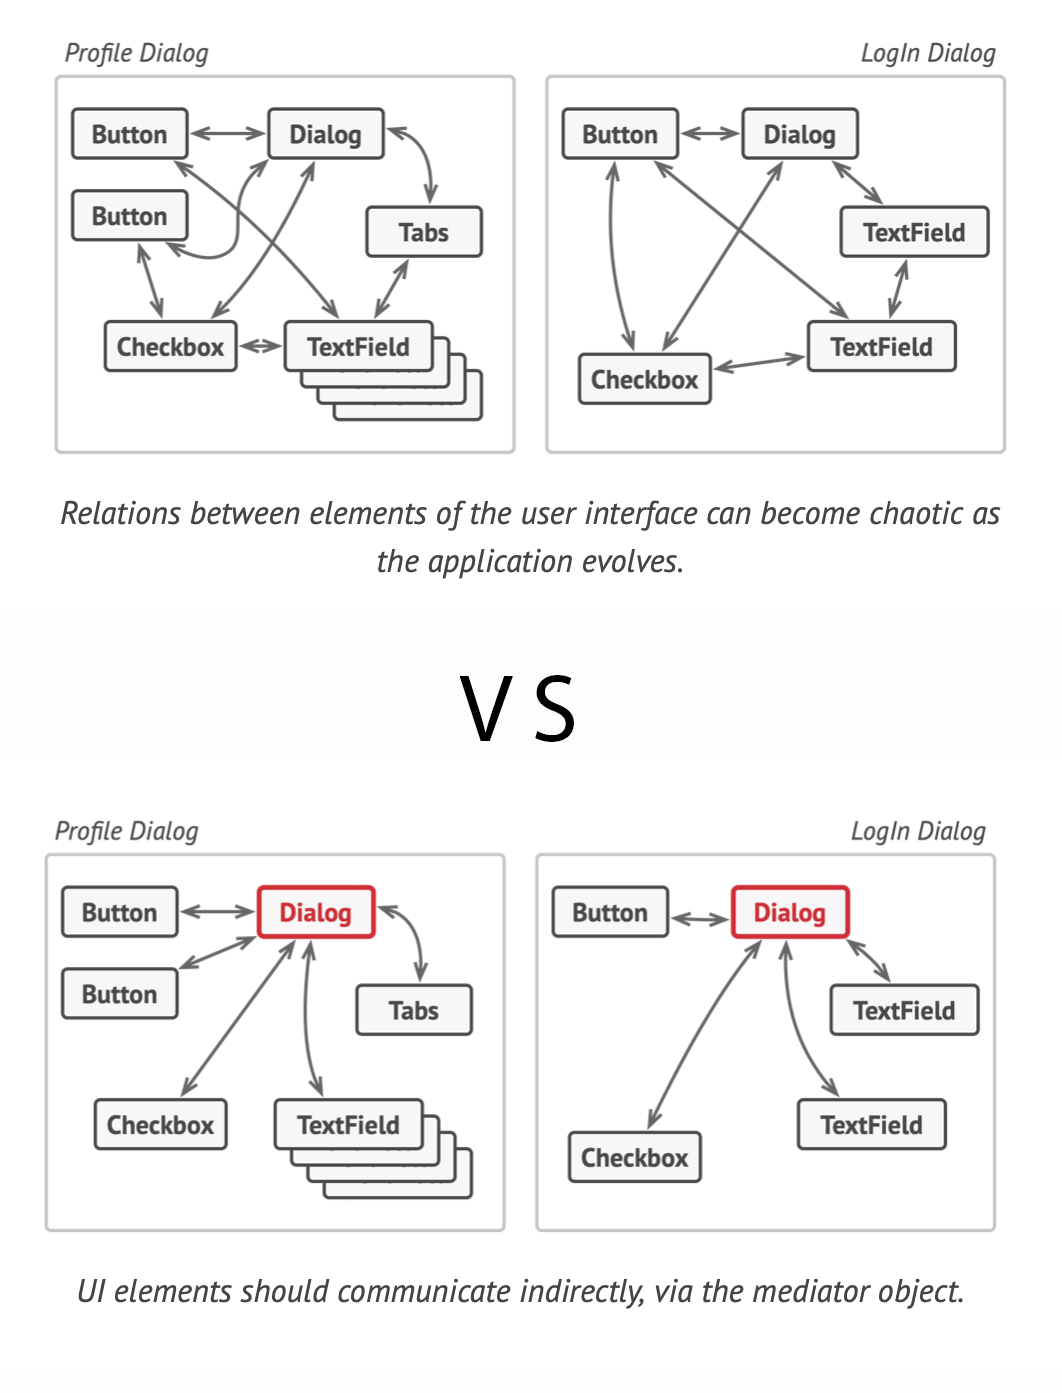 Profile Dialog
LogIn Dialog
Button
Dialog
Button
Tabs
Checkbox
TextField
Button
Dialog
TextField
TextField
Checkbox
Relations between elements of the user interface can become chaotic as
the application evolves.
VS
Profile Dialog
LogIn Dialog
Button
Dialog
Button
Tabs
Checkbox
TextField
Button
Dialog
TextField
TextField
Checkbox
UI elements should communicate indirectly, via the mediator object.